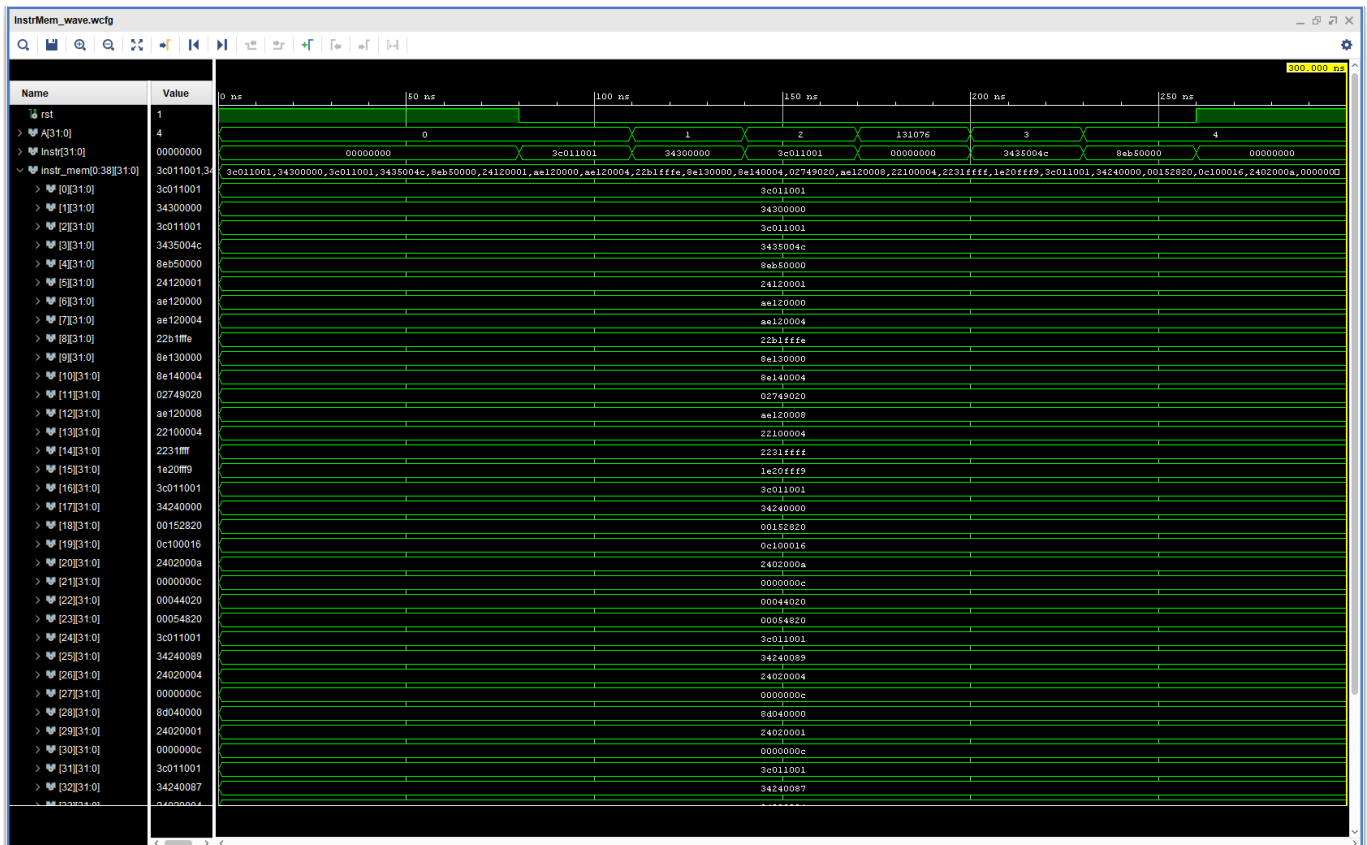 InstrMem_wave.wcfg
300.000 ns
Name Value 0 ns 50 ns 100 ns 150 ns 200 ns 250 ns
rst 1
A[31:0] 4 0 1 2 131076 3 4
Instr[31:0] 00000000 00000000 3c011001 34300000 3c011001 00000000 3435004c 8eb50000 00000000
instr_mem[0:38][31:0] 3c011001,34 3c011001,34300000,3c011001,3435004c,8eb50000,24120001,ae120000,ae120004,22b1fffe,8e130000,8e140004,02749020,ae120008,22100004,2231ffff,1e20fff9,3c011001,34240000,00152820,0c100016,2402000a,000000
[0][31:0] 3c011001 3c011001
[1][31:0] 34300000 34300000
[2][31:0] 3c011001 3c011001
[3][31:0] 3435004c 3435004c
[4][31:0] 8eb50000 8eb50000
[5][31:0] 24120001 24120001
[6][31:0] ae120000 ae120000
[7][31:0] ae120004 ae120004
[8][31:0] 22b1fffe 22b1fffe
[9][31:0] 8e130000 8e130000
[10][31:0] 8e140004 8e140004
[11][31:0] 02749020 02749020
[12][31:0] ae120008 ae120008
[13][31:0] 22100004 22100004
[14][31:0] 2231ffff 2231ffff
[15][31:0] 1e20fff9 1e20fff9
[16][31:0] 3c011001 3c011001
[17][31:0] 34240000 34240000
[18][31:0] 00152820 00152820
[19][31:0] 0c100016 0c100016
[20][31:0] 2402000a 2402000a
[21][31:0] 0000000c 0000000c
[22][31:0] 00044020 00044020
[23][31:0] 00054820 00054820
[24][31:0] 3c011001 3c011001
[25][31:0] 34240089 34240089
[26][31:0] 24020004 24020004
[27][31:0] 0000000c 0000000c
[28][31:0] 8d040000 8d040000
[29][31:0] 24020001 24020001
[30][31:0] 0000000c 0000000c
[31][31:0] 3c011001 3c011001
[32][31:0] 34240087 34240087